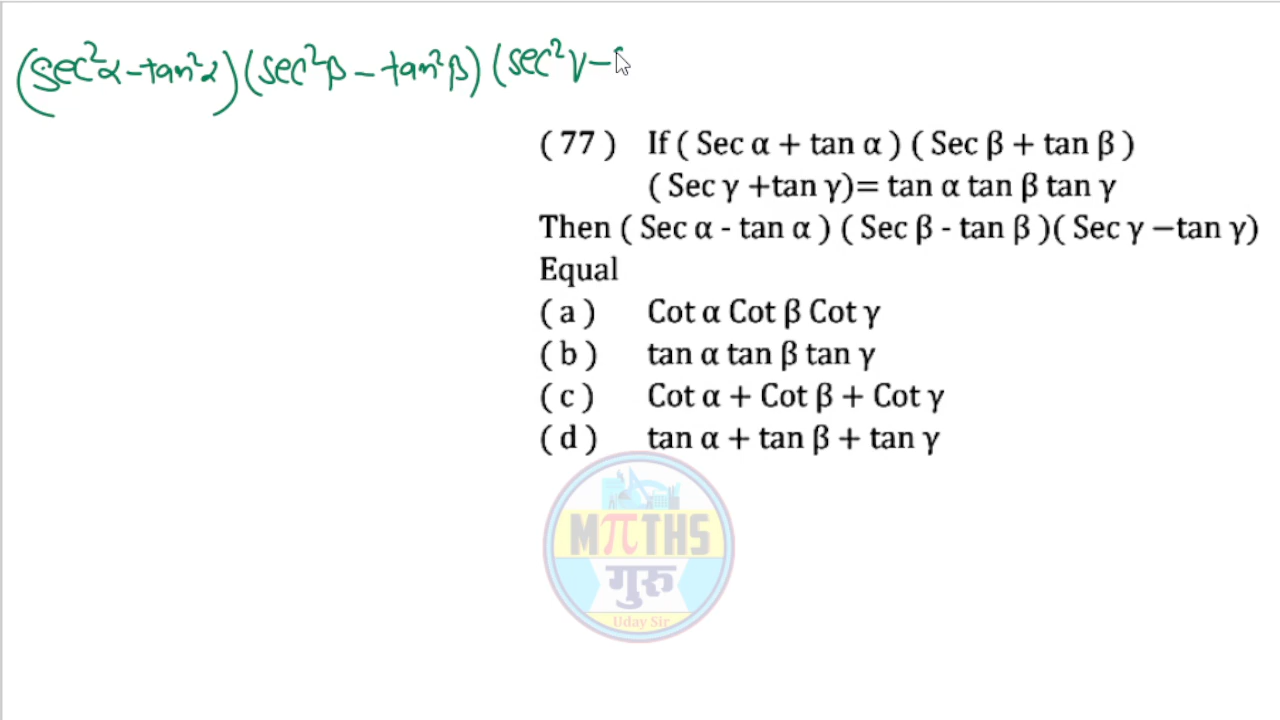 (sec²α-tan²α)(sec²β-tan²β)(sec²γ-
( 77 ) If ( Sec α + tan α ) ( Sec β + tan β )
( Sec γ +tan γ)= tan α tan β tan γ
Then ( Sec α - tan α ) ( Sec β - tan β )( Sec γ –tan γ)
Equal
( a ) Cot α Cot β Cot γ
( b ) tan α tan β tan γ
( c ) Cot α + Cot β + Cot γ
( d ) tan α + tan β + tan γ
MπTHS
गुरु
Uday Sir